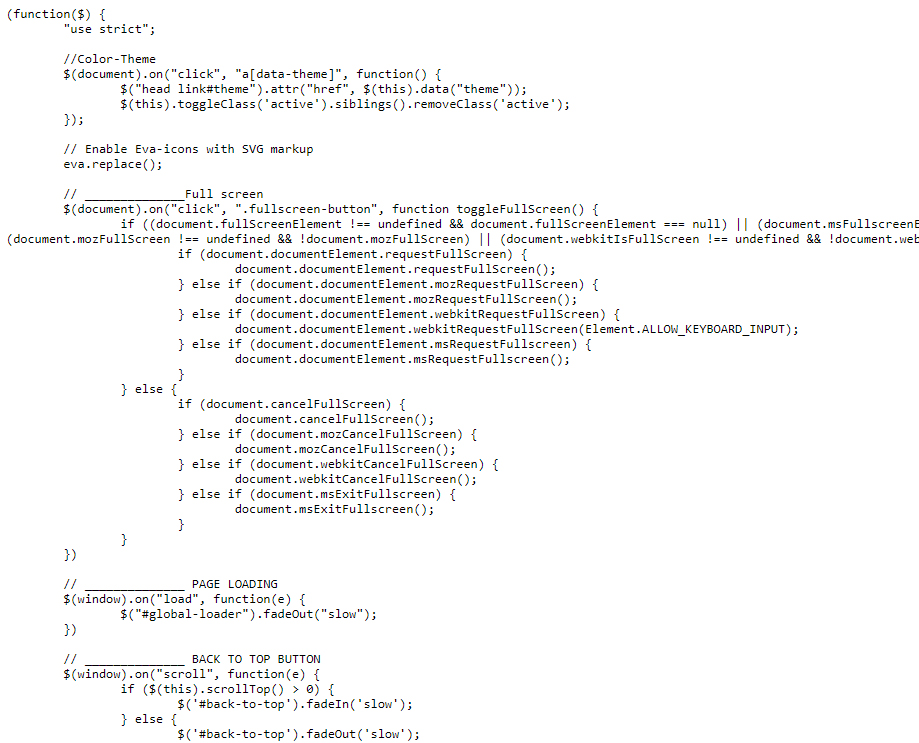 (function($) {
"use strict";
//Color-Theme
$(document).on("click", "a[data-theme]", function() {
$("head link#theme").attr("href", $(this).data("theme"));
$(this).toggleClass('active').siblings().removeClass('active');
});
// Enable Eva-icons with SVG markup
eva.replace();
// ______________Full screen
$(document).on("click", ".fullscreen-button", function toggleFullScreen() {
if ((document.fullScreenElement !== undefined && document.fullScreenElement === null) || (document.msFullscreenE
(document.mozFullScreen !== undefined && !document.mozFullScreen) || (document.webkitIsFullScreen !== undefined && !document.web
if (document.documentElement.requestFullScreen) {
document.documentElement.requestFullScreen();
} else if (document.documentElement.mozRequestFullScreen) {
document.documentElement.mozRequestFullScreen();
} else if (document.documentElement.webkitRequestFullScreen) {
document.documentElement.webkitRequestFullScreen(Element.ALLOW_KEYBOARD_INPUT);
} else if (document.documentElement.msRequestFullscreen) {
document.documentElement.msRequestFullscreen();
}
} else {
if (document.cancelFullScreen) {
document.cancelFullScreen();
} else if (document.mozCancelFullScreen) {
document.mozCancelFullScreen();
} else if (document.webkitCancelFullScreen) {
document.webkitCancelFullScreen();
} else if (document.msExitFullscreen) {
document.msExitFullscreen();
}
}
})
// ______________ PAGE LOADING
$(window).on("load", function(e) {
$("#global-loader").fadeOut("slow");
})
// ______________ BACK TO TOP BUTTON
$(window).on("scroll", function(e) {
if ($(this).scrollTop() > 0) {
$('#back-to-top').fadeIn('slow');
} else {
$('#back-to-top').fadeOut('slow');